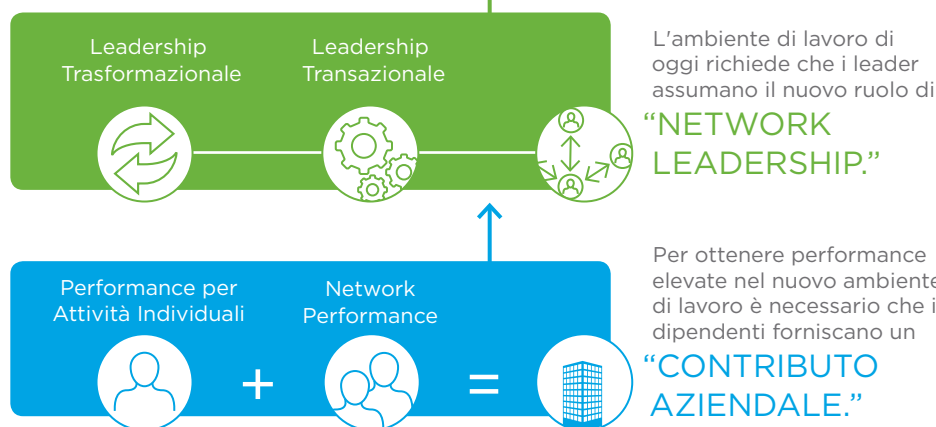 Leadership
Trasformazionale
Leadership
Transazionale
L'ambiente di lavoro di
oggi richiede che i leader
assumano il nuovo ruolo di
“NETWORK
LEADERSHIP.”
Performance per
Attività Individuali
Network
Performance
+
=
Per ottenere performance
elevate nel nuovo ambiente
di lavoro è necessario che i
dipendenti forniscano un
“CONTRIBUTO
AZIENDALE.”